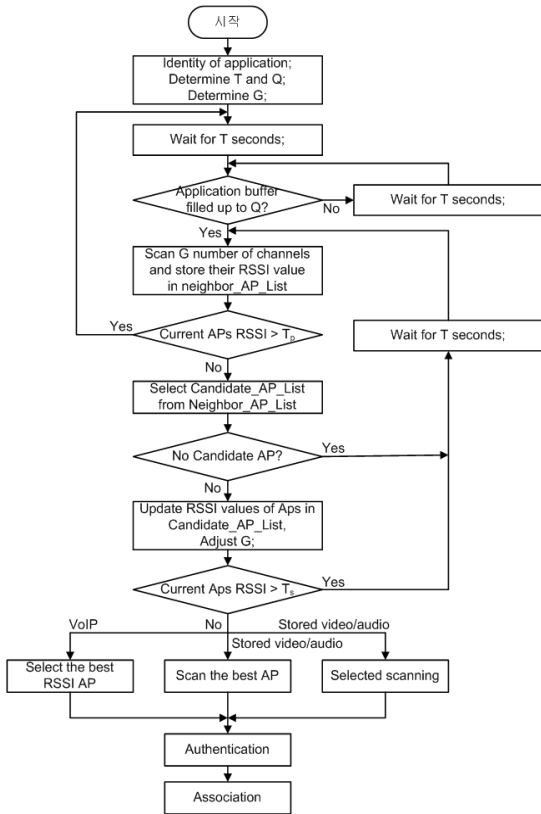 시작
Identity of application;
Determine T and Q;
Determine G;
Wait for T seconds;
Application buffer
filled up to Q?
No
Wait for T seconds;
Yes
Scan G number of channels
and store their RSSI value
in neighbor_AP_List
Yes
Current APs RSSI > Tp
Wait for T seconds;
No
Select Candidate_AP_List
from Neighbor_AP_List
No Candidate AP?
Yes
No
Update RSSI values of Aps in
Candidate_AP_List,
Adjust G;
Current Aps RSSI > Ts
Yes
VoIP
No
Stored video/audio
Stored video/audio
Select the best
RSSI AP
Scan the best AP
Selected scanning
Authentication
Association